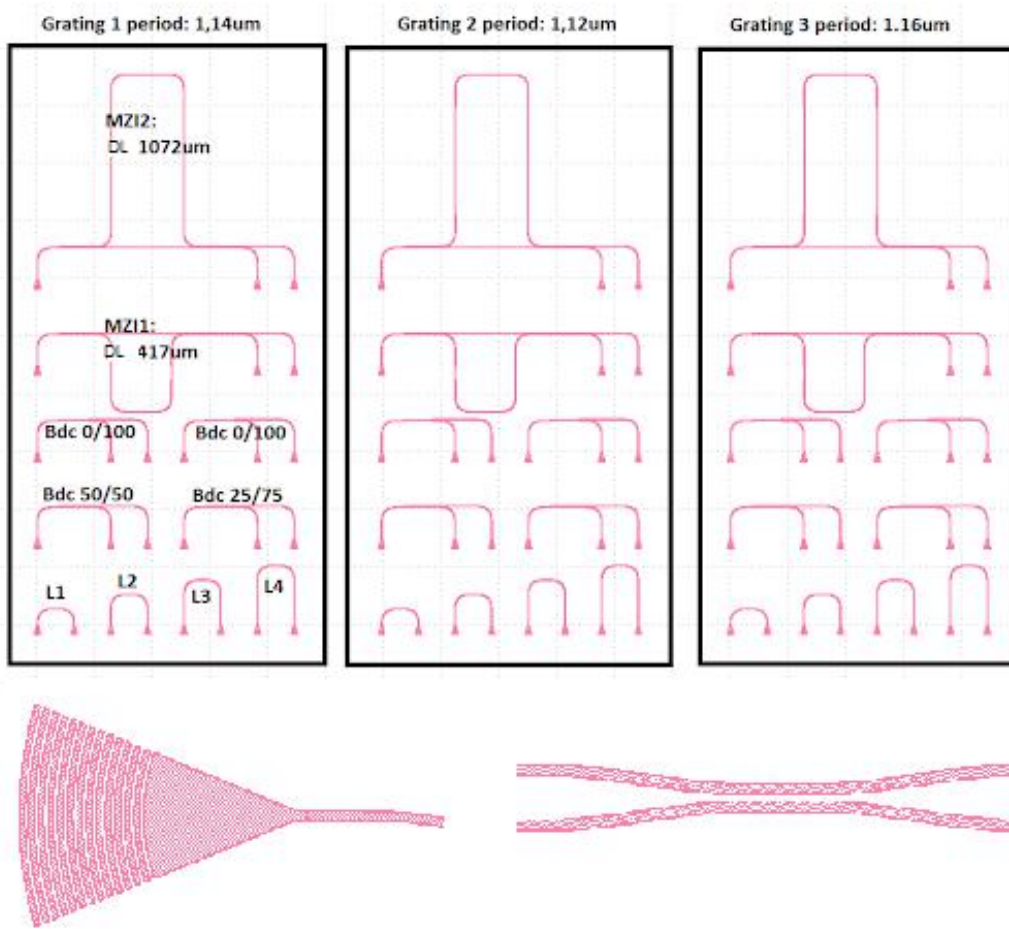 Grating 1 period: 1,14um
Grating 2 period: 1,12um
Grating 3 period: 1.16um
MZI2:
DL 1072um
MZI1:
DL 417um
Bdc 0/100
Bdc 0/100
Bdc 50/50
Bdc 25/75
L1
L2
L3
L4